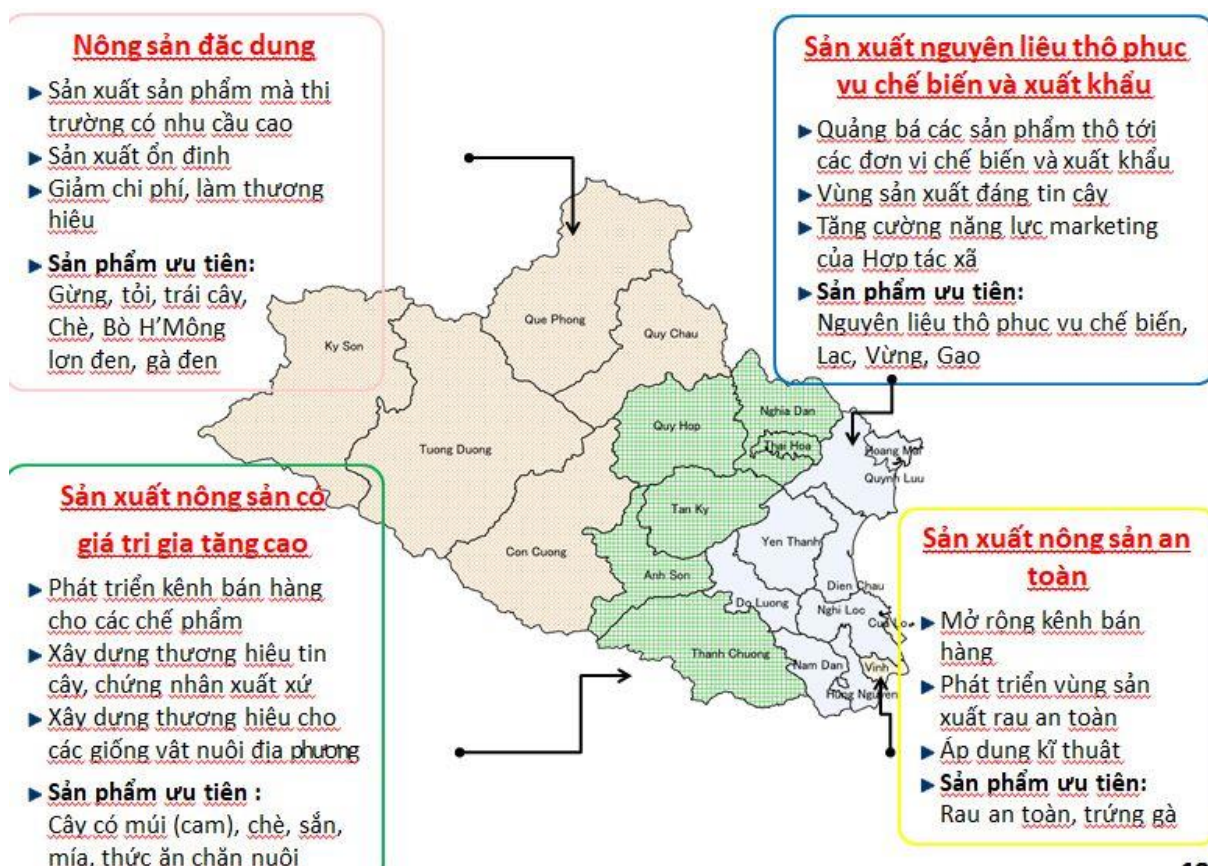 Nông sản đặc dụng
Sản xuất sản phẩm mà thị
trường có nhu cầu cao
Sản xuất ổn định
Giảm chi phí, làm thương
hiệu
Sản phẩm ưu tiên:
Gừng, tỏi, trái cây,
Chè, Bò H'Mông
lợn đen, gà đen
Sản xuất nguyên liệu thô phục
vụ chế biến và xuất khẩu
Quảng bá các sản phẩm thô tới
các đơn vị chế biến và xuất khẩu
Vùng sản xuất đáng tin cậy
Tăng cường năng lực marketing
của Hợp tác xã
Sản phẩm ưu tiên:
Nguyên liệu thô phục vụ chế biến,
Lạc, Vừng, Gạo
Ky Son
Que Phong
Quy Chau
Tuong Duong
Quy Hop
Nghia Dan
Thai Hoa
Hoang Mai
Quynh Luu
Tan Ky
Con Cuong
Yen Thanh
Anh Son
Dien Chau
Do Luong
Nghi Loc
Cua Lo
Thanh Chuong
Nam Dan
Vinh
Hung Nguyen
Sản xuất nông sản có
giá trị gia tăng cao
Phát triển kênh bán hàng
cho các chế phẩm
Xây dựng thương hiệu tin
cậy, chứng nhận xuất xứ
Xây dựng thương hiệu cho
các giống vật nuôi địa phương
Sản phẩm ưu tiên :
Cây có múi (cam), chè, sắn,
mía, thức ăn chăn nuôi
Sản xuất nông sản an
toàn
Mở rộng kênh bán
hàng
Phát triển vùng sản
xuất rau an toàn
Áp dụng kĩ thuật
Sản phẩm ưu tiên:
Rau an toàn, trứng gà